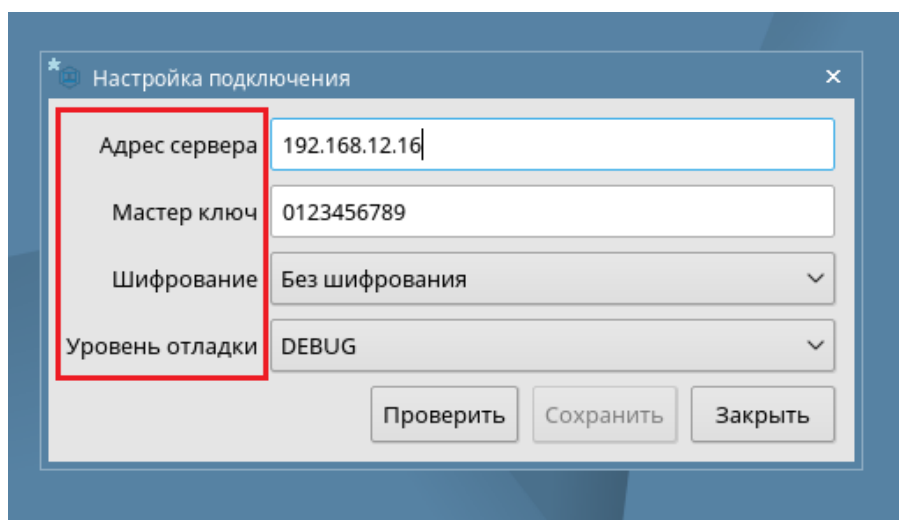 Настройка подключения
Адрес сервера 192.168.12.16
Мастер ключ 0123456789
Шифрование Без шифрования
Уровень отладки DEBUG
Проверить Сохранить Закрыть